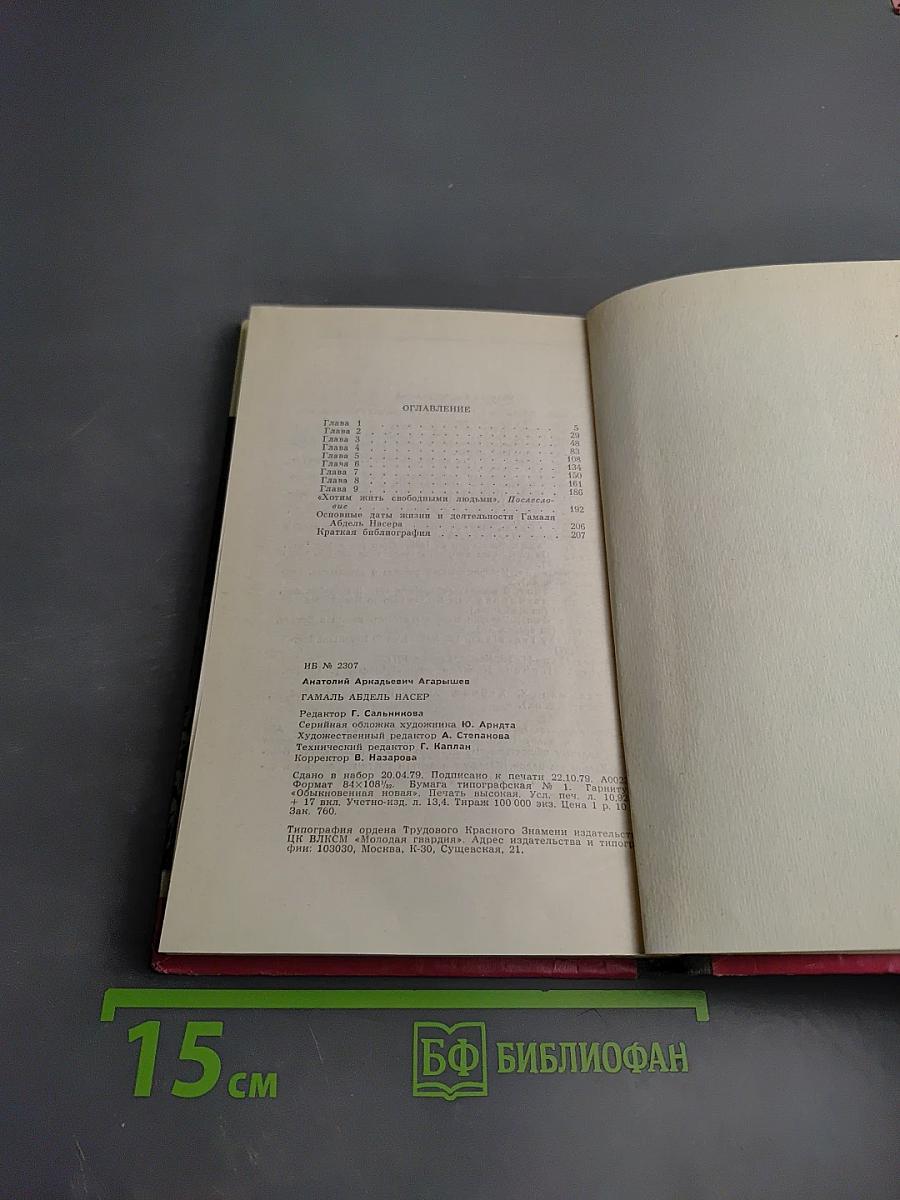 ОГЛАВЛЕНИЕ
Глава 1 . . . . . . . . . . . . . . . 5
Глава 2 . . . . . . . . . . . . . . . 29
Глава 3 . . . . . . . . . . . . . . . 48
Глава 4 . . . . . . . . . . . . . . . 83
Глава 5 . . . . . . . . . . . . . . . 108
Глава 6 . . . . . . . . . . . . . . . 134
Глава 7 . . . . . . . . . . . . . . . 150
Глава 8 . . . . . . . . . . . . . . . 161
Глава 9 . . . . . . . . . . . . . . . 186
«Хотим жить свободными людьми». Послесло-
вие . . . . . . . . . . . . . . . 192
Основные даты жизни и деятельности Гамаля
Абдель Насера . . . . . . . . . . . 206
Краткая библиография . . . . . . . . . . 207
ИБ № 2307
Анатолий Аркадьевич Агарышев
ГАМАЛЬ АБДЕЛЬ НАСЕР
Редактор Г. Сальникова
Серийная обложка художника Ю. Арндта
Художественный редактор А. Степанова
Технический редактор Г. Каплан
Корректор В. Назарова
Сдано в набор 20.04.79. Подписано к печати 22.10.79. А002
Формат 84×108¹/₃₂. Бумага типографская № 1. Гарниту
«Обыкновенная новая». Печать высокая. Усл. печ. л. 10,92
+ 17 вкл. Учетно-изд. л. 13,4. Тираж 100 000 экз. Цена 1 р. 10
Зак. 760.
Типография ордена Трудового Красного Знамени издательст
ЦК ВЛКСМ «Молодая гвардия». Адрес издательства и типогр
фии: 103030, Москва, К-30, Сущевская, 21.
15 см БФ БИБЛИОФАН